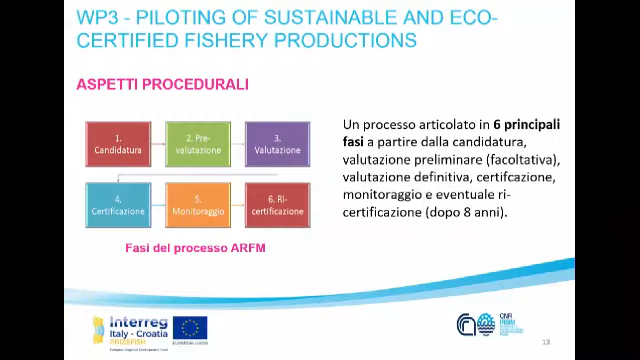 WP3 - PILOTING OF SUSTAINABLE AND ECO-
CERTIFIED FISHERY PRODUCTIONS
ASPETTI PROCEDURALI
1.
Candidatura
2. Pre-
valutazione
3.
Valutazione
4.
Certificazione
5.
Monitoraggio
6. Ri-
certificazione
Fasi del processo ARFM
Un processo articolato in 6 principali
fasi a partire dalla candidatura,
valutazione preliminare (facoltativa),
valutazione definitiva, certifcazione,
monitoraggio e eventuale ri-
certificazione (dopo 8 anni).
Interreg
Italy - Croatia
PRIZEFISH
EUROPEAN UNION
CNR
13